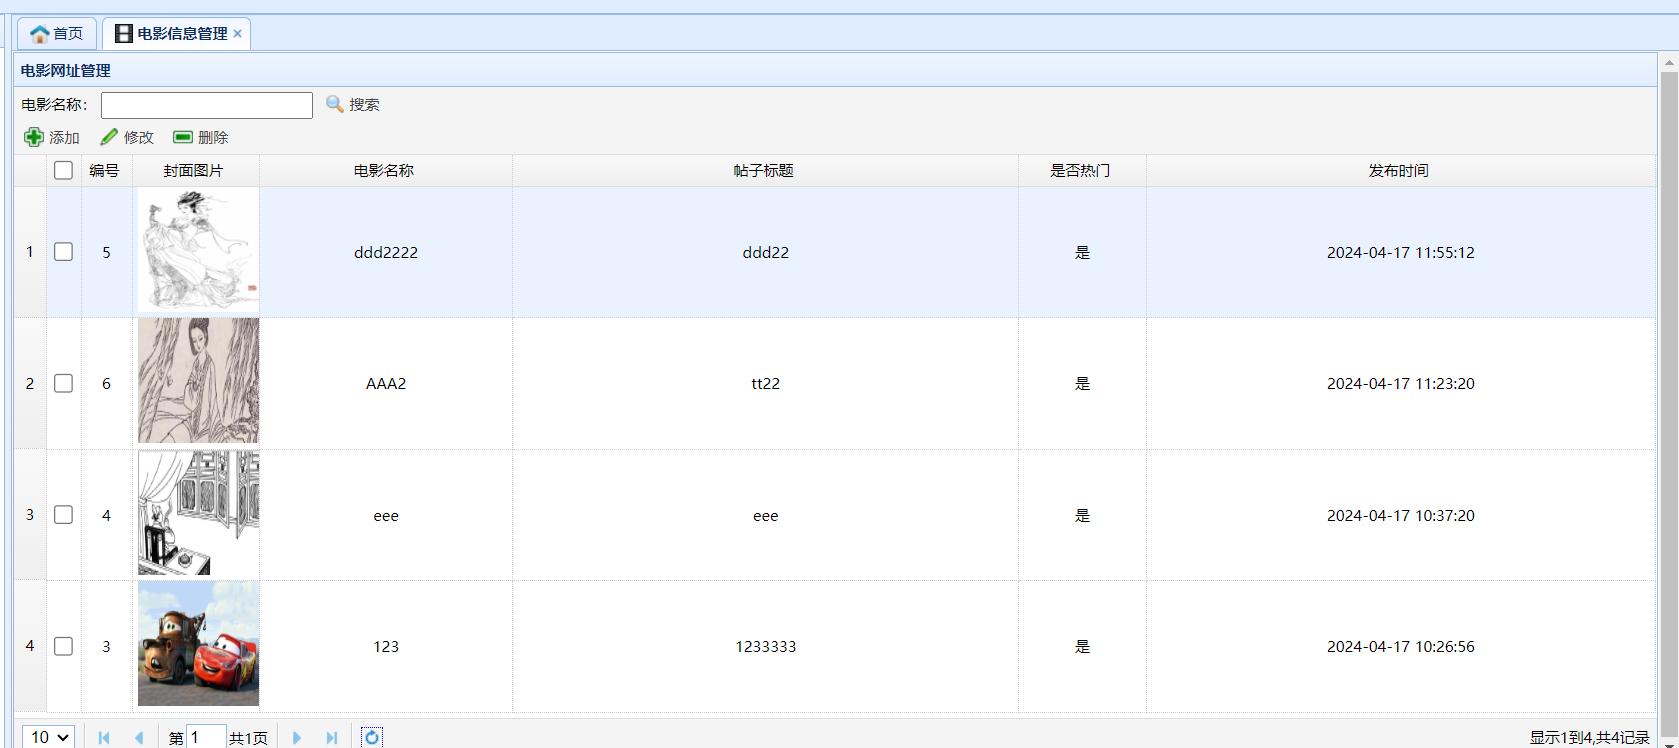 首页 电影信息管理
电影网址管理
电影名称： 搜索
添加 修改 删除
编号 封面图片 电影名称 帖子标题 是否热门 发布时间
1 5 ddd2222 ddd22 是 2024-04-17 11:55:12
2 6 AAA2 tt22 是 2024-04-17 11:23:20
3 4 eee eee 是 2024-04-17 10:37:20
4 3 123 1233333 是 2024-04-17 10:26:56
10 第 1 共1页 显示1到4,共4记录